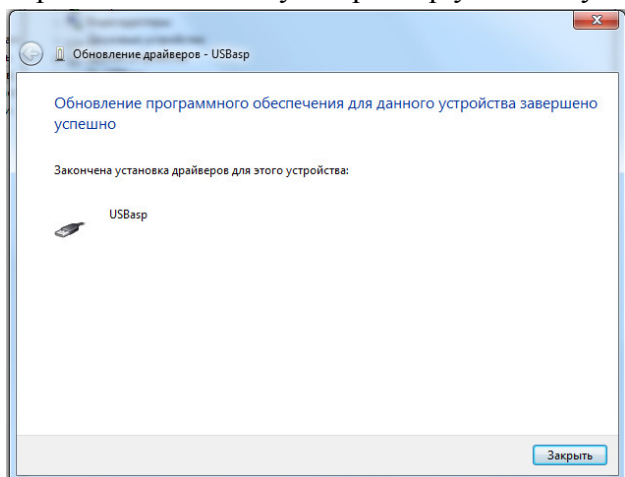 Обновление драйверов - USBasp
Обновление программного обеспечения для данного устройства завершено
успешно
Закончена установка драйверов для этого устройства:
USBasp
Закрыть